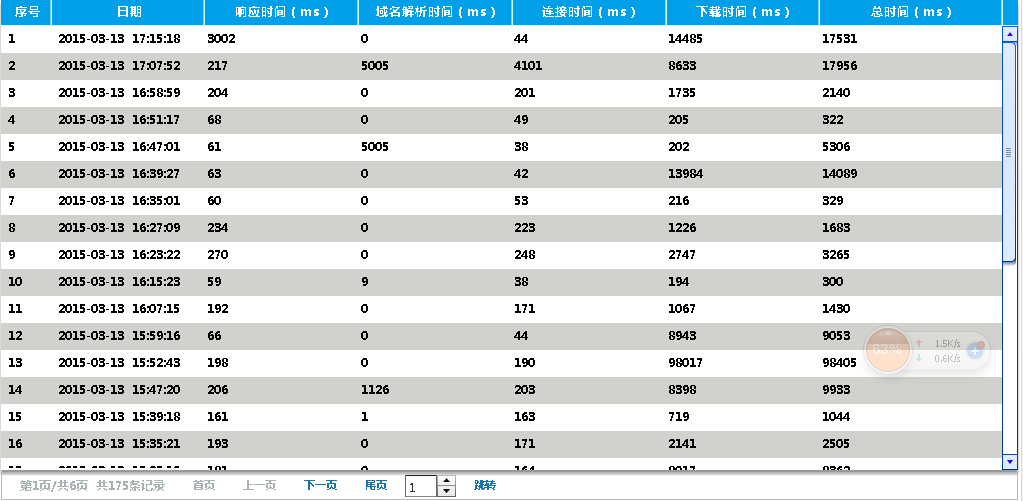 序号 日期 响应时间（ms） 域名解析时间（ms） 连接时间（ms） 下载时间（ms） 总时间（ms）
1 2015-03-13 17:15:18 3002 0 44 14485 17531
2 2015-03-13 17:07:52 217 5005 4101 8633 17956
3 2015-03-13 16:58:59 204 0 201 1735 2140
4 2015-03-13 16:51:17 68 0 49 205 322
5 2015-03-13 16:47:01 61 5005 38 202 5306
6 2015-03-13 16:39:27 63 0 42 13984 14089
7 2015-03-13 16:35:01 60 0 53 216 329
8 2015-03-13 16:27:09 234 0 223 1226 1683
9 2015-03-13 16:23:22 270 0 248 2747 3265
10 2015-03-13 16:15:23 59 9 38 194 300
11 2015-03-13 16:07:15 192 0 171 1067 1430
12 2015-03-13 15:59:16 66 0 44 8943 9053
63% 1.5K/s
0.6K/s
13 2015-03-13 15:52:43 198 0 190 98017 98405
14 2015-03-13 15:47:20 206 1126 203 8398 9933
15 2015-03-13 15:39:18 161 1 163 719 1044
16 2015-03-13 15:35:21 193 0 171 2141 2505
第1页/共6页 共175条记录 首页 上一页 下一页 尾页 1 跳转